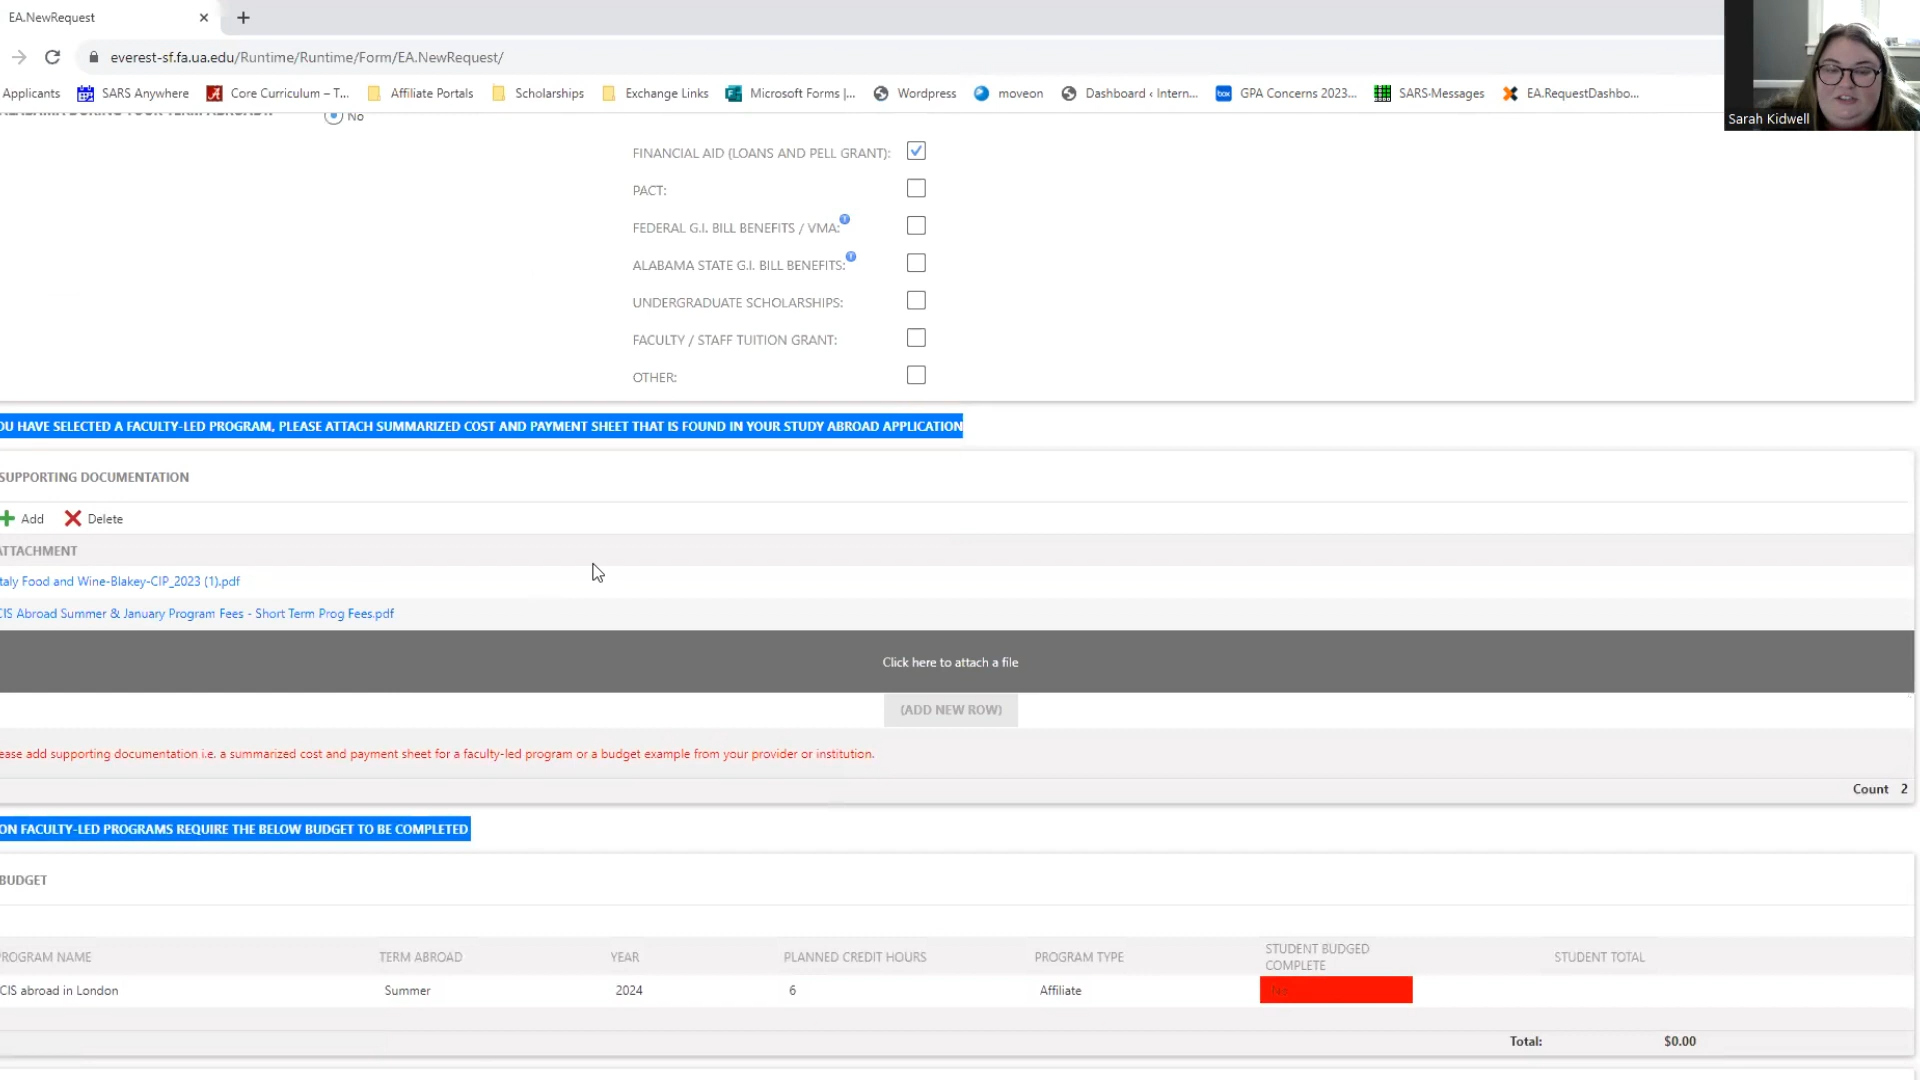 EA.NewRequest
everest-sf.fa.ua.edu/Runtime/Runtime/Form/EA.NewRequest/
Applicants SARS Anywhere Core Curriculum – T... Affiliate Portals Scholarships Exchange Links Microsoft Forms |... Wordpress moveon Dashboard ‹ Intern... GPA Concerns 2023... SARS-Messages EA.RequestDashbo...
Sarah Kidwell
ALABAMA DURING YOUR TERM ABROAD?: No
FINANCIAL AID (LOANS AND PELL GRANT):
PACT:
FEDERAL G.I. BILL BENEFITS / VMA:
ALABAMA STATE G.I. BILL BENEFITS:
UNDERGRADUATE SCHOLARSHIPS:
FACULTY / STAFF TUITION GRANT:
OTHER:
OU HAVE SELECTED A FACULTY-LED PROGRAM, PLEASE ATTACH SUMMARIZED COST AND PAYMENT SHEET THAT IS FOUND IN YOUR STUDY ABROAD APPLICATION
SUPPORTING DOCUMENTATION
Add Delete
ATTACHMENT
taly Food and Wine-Blakey-CIP_2023 (1).pdf
CIS Abroad Summer & January Program Fees - Short Term Prog Fees.pdf
Click here to attach a file
(ADD NEW ROW)
ease add supporting documentation i.e. a summarized cost and payment sheet for a faculty-led program or a budget example from your provider or institution.
Count 2
ON FACULTY-LED PROGRAMS REQUIRE THE BELOW BUDGET TO BE COMPLETED
BUDGET
PROGRAM NAME TERM ABROAD YEAR PLANNED CREDIT HOURS PROGRAM TYPE STUDENT BUDGED COMPLETE STUDENT TOTAL
CIS abroad in London Summer 2024 6 Affiliate No
Total: $0.00